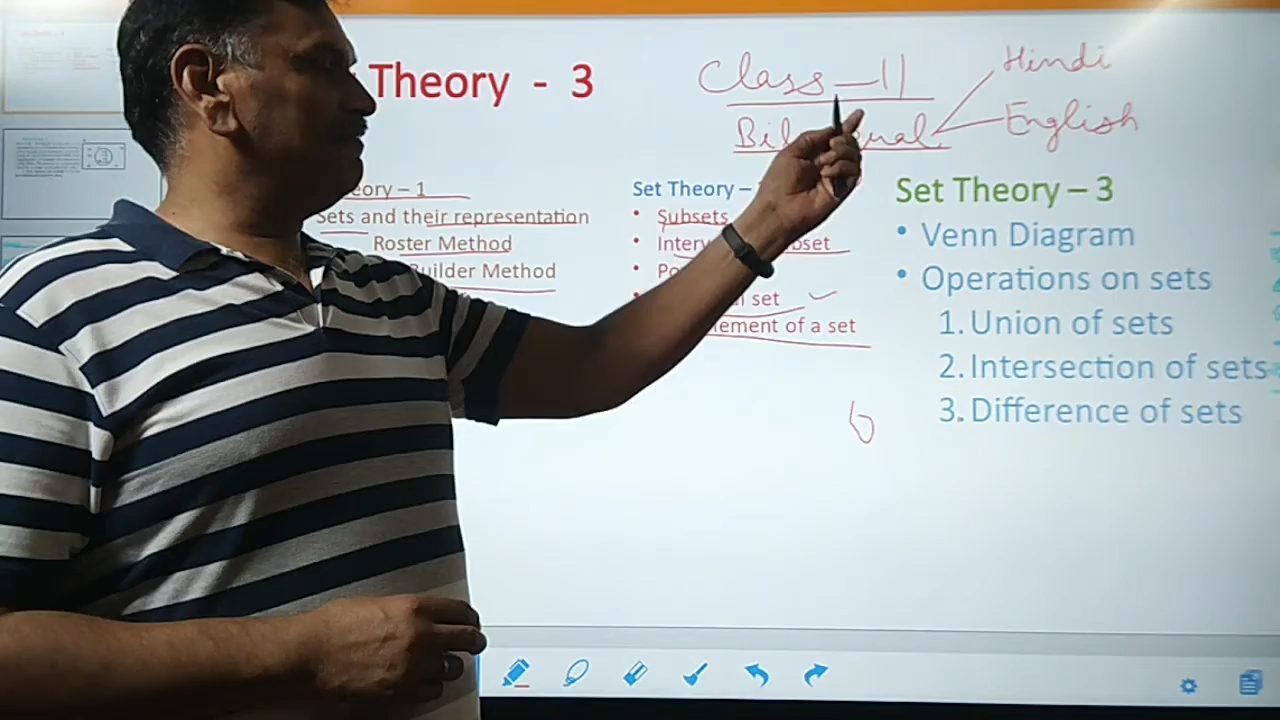 Theory - 3
Class - 11
Hindi
English
Theory – 1
Sets and their representation
Roster Method
Builder Method
Set Theory –
Subsets
set
of a set
Set Theory – 3
• Venn Diagram
• Operations on sets
1. Union of sets
2. Intersection of sets
3. Difference of sets